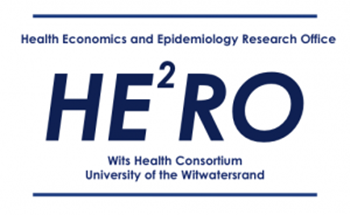 Health Economics and Epidemiology Research Office
HE²RO
Wits Health Consortium
University of the Witwatersrand